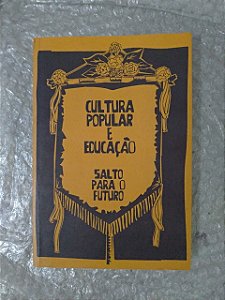 CULTURA
POPULAR
E
EDUCAÇÃO
SALTO
PARA O
FUTURO